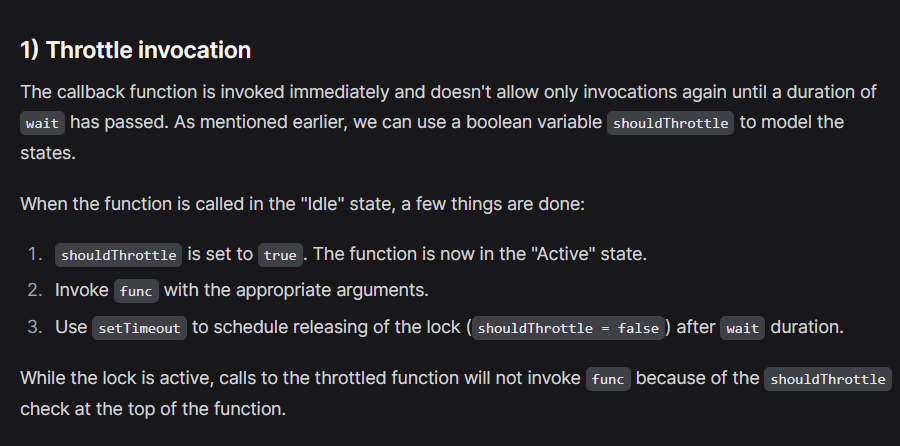 1) Throttle invocation
The callback function is invoked immediately and doesn't allow only invocations again until a duration of
wait has passed. As mentioned earlier, we can use a boolean variable shouldThrottle to model the
states.
When the function is called in the "Idle" state, a few things are done:
1. shouldThrottle is set to true. The function is now in the "Active" state.
2. Invoke func with the appropriate arguments.
3. Use setTimeout to schedule releasing of the lock (shouldThrottle = false) after wait duration.
While the lock is active, calls to the throttled function will not invoke func because of the shouldThrottle
check at the top of the function.